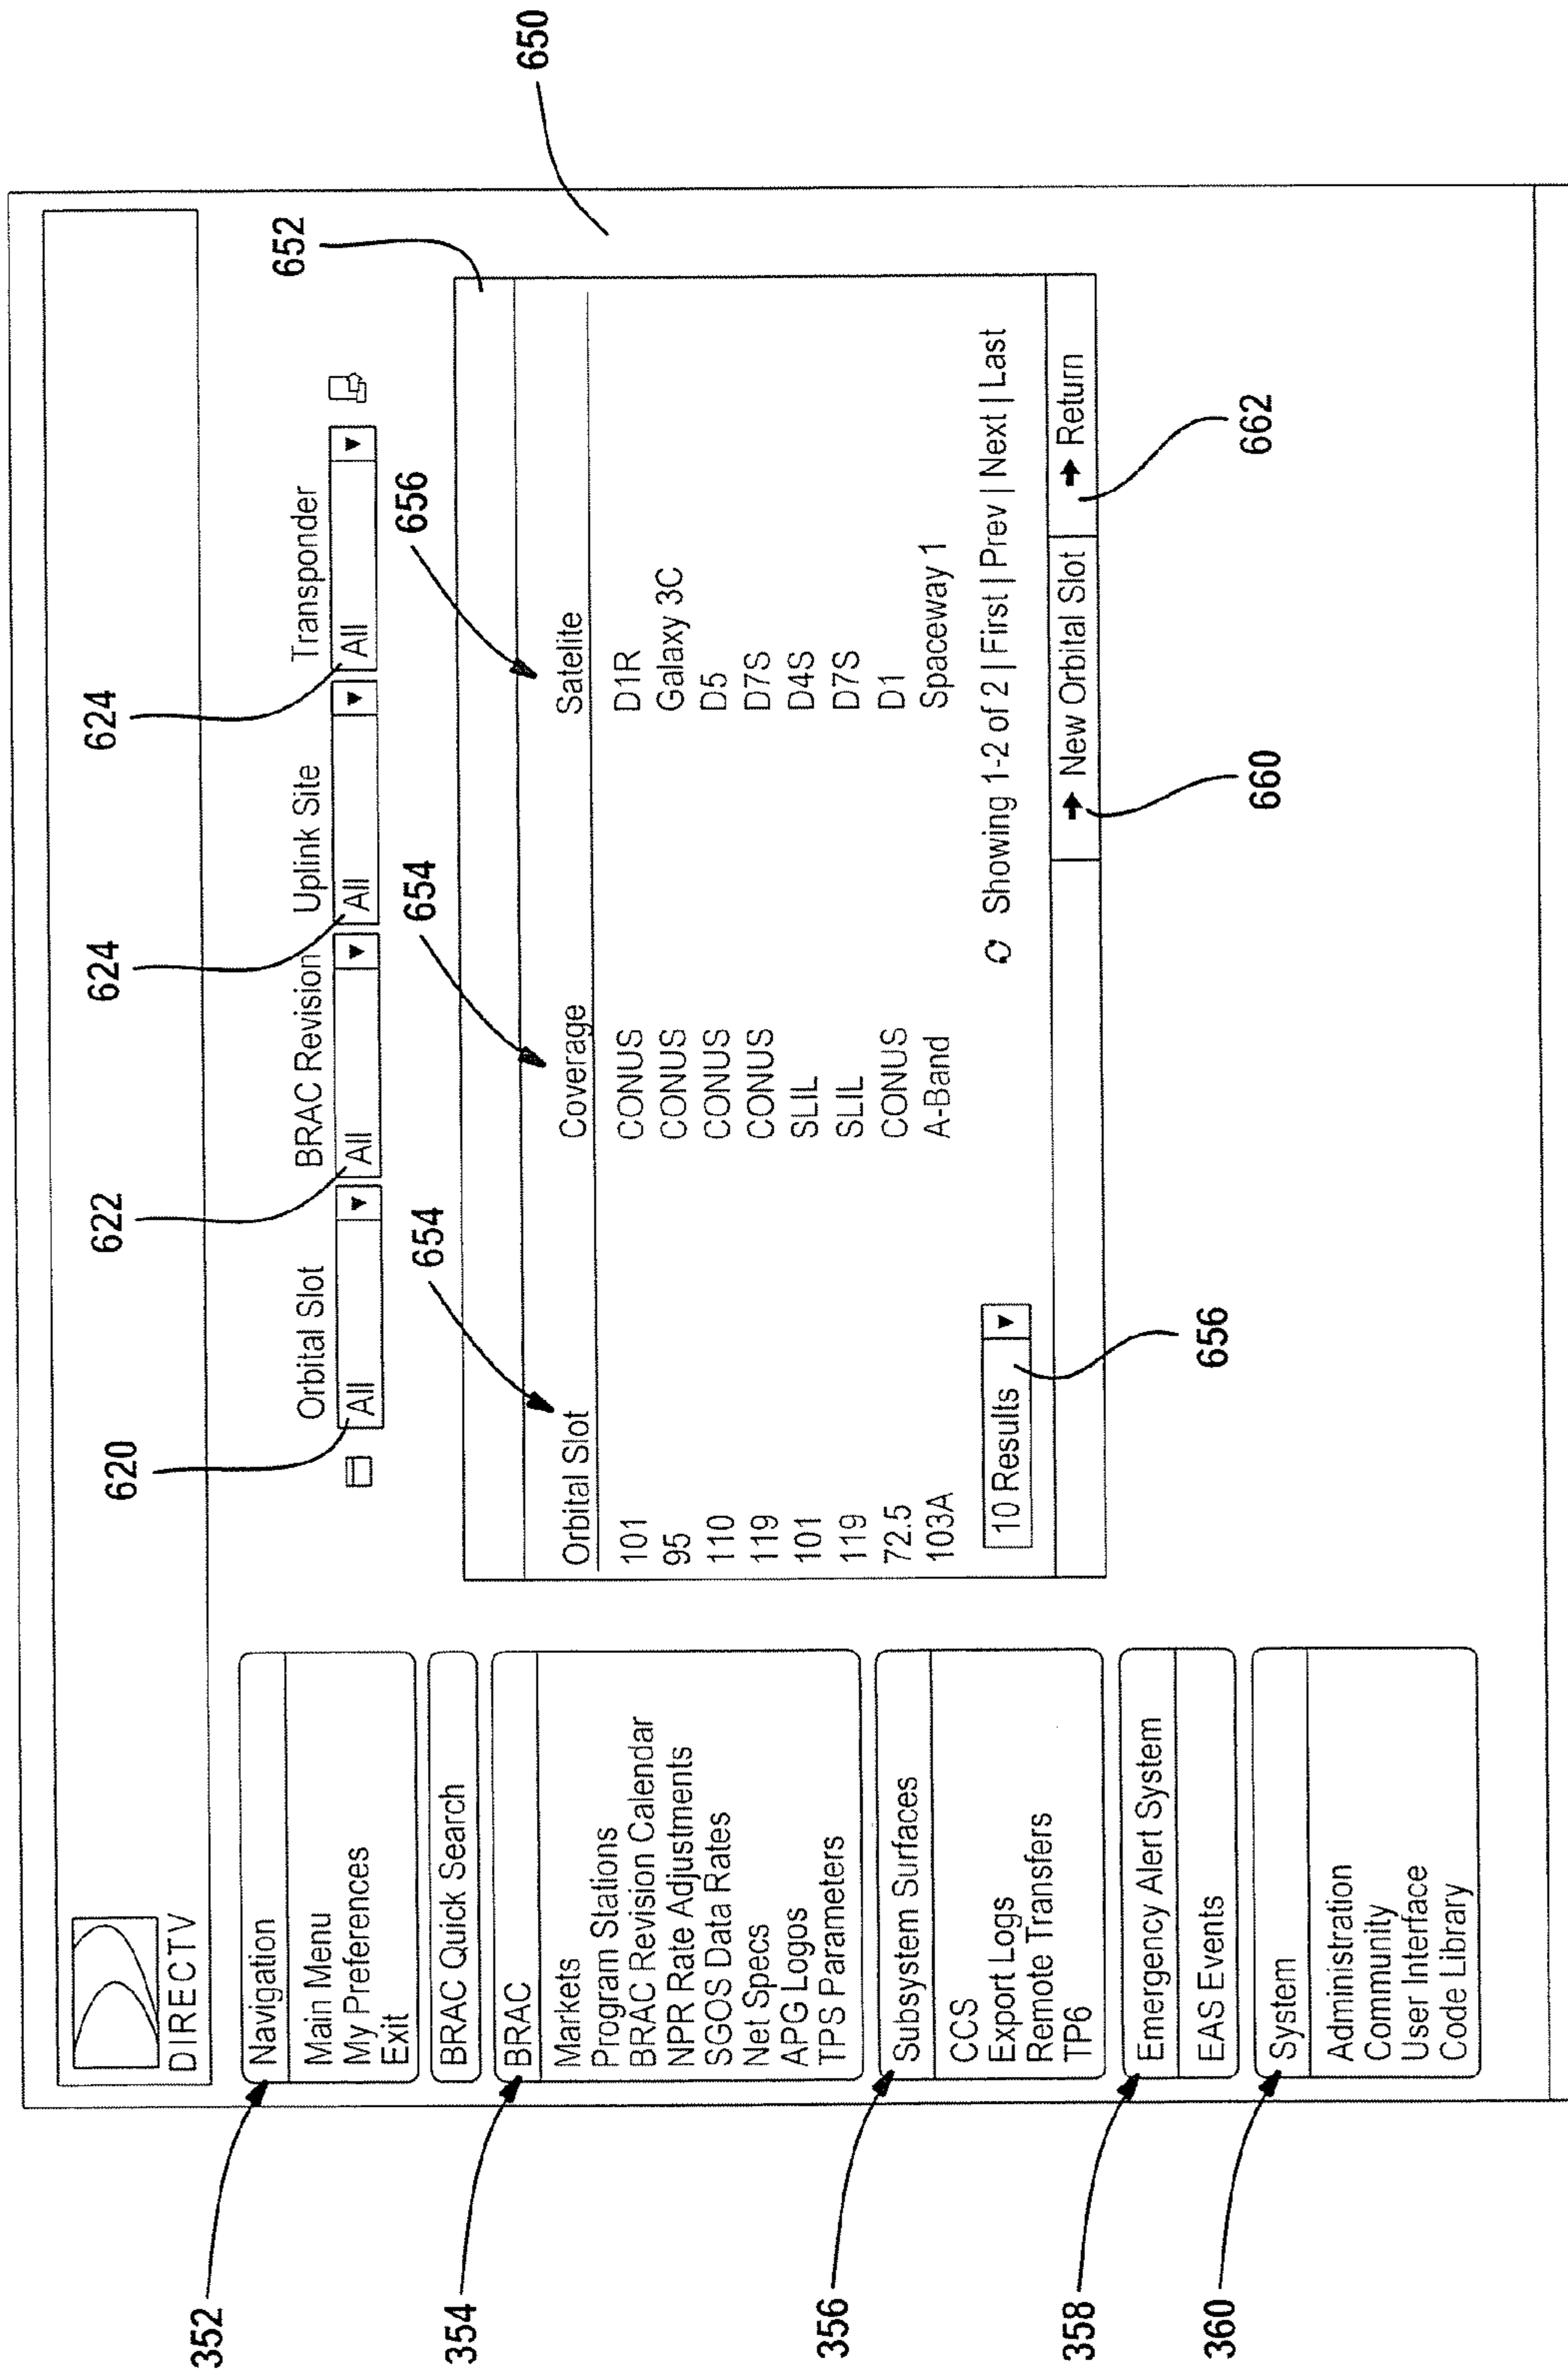 DIRECTV
352
Navigation
Main Menu
My Preferences
Exit
BRAC Quick Search
354
BRAC
Markets
Program Stations
BRAC Revision Calendar
NPR Rate Adjustments
SGOS Data Rates
Net Specs
APG Logos
TPS Parameters
356
Subsystem Surfaces
CCS
Export Logs
Remote Transfers
TP6
358
Emergency Alert System
EAS Events
360
System
Administration
Community
User Interface
Code Library
620 622 624 624
Orbital Slot BRAC Revision Uplink Site Transponder
All All All All
654 654 656 652
Orbital Slot Coverage Satelite
101 CONUS D1R
95 CONUS Galaxy 3C
110 CONUS D5
119 CONUS D7S
101 SLIL D4S
119 SLIL D7S
72.5 CONUS D1
103A A-Band Spaceway 1
10 Results Showing 1-2 of 2 | First | Prev | Next | Last
New Orbital Slot Return
656 660 662
650